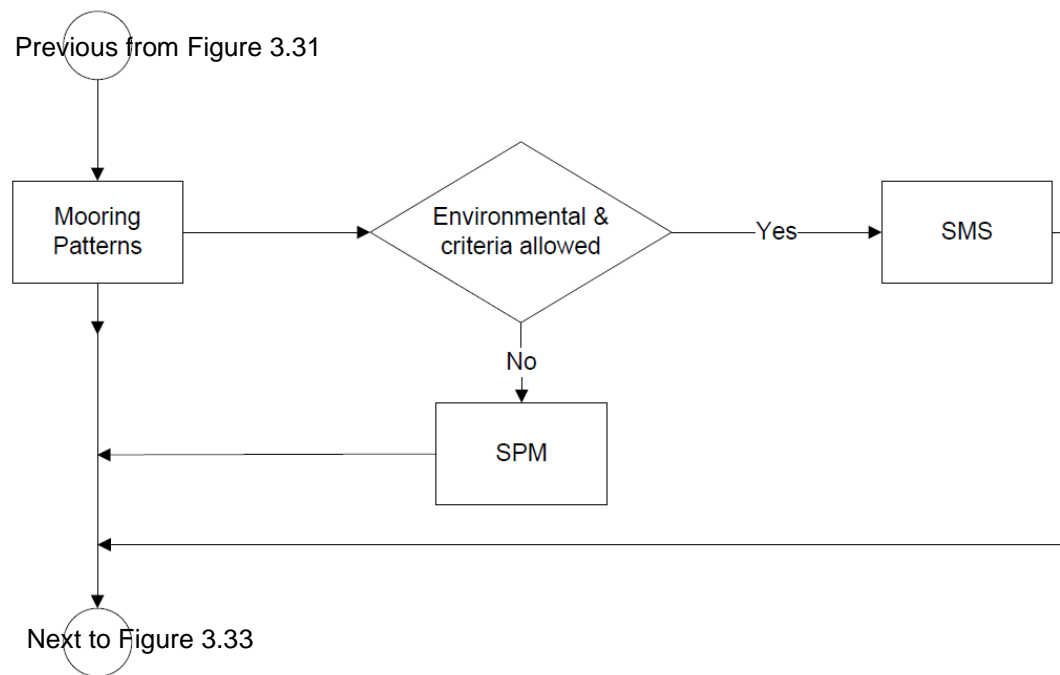 Previous from Figure 3.31
Mooring
Patterns
Environmental &
criteria allowed
Yes
SMS
No
SPM
Next to Figure 3.33